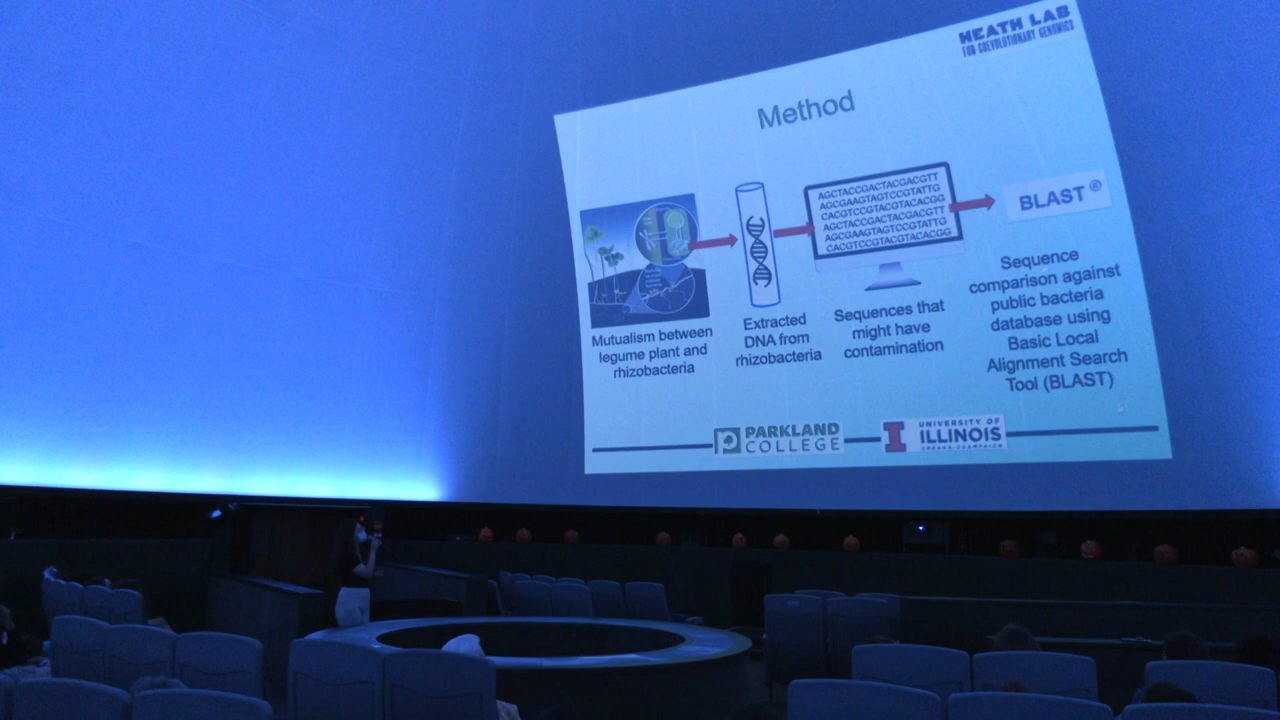 HEATH LAB
FOR COEVOLUTIONARY GENOMICS
Method
AGCTACCGACTACGACGTT
AGCGAAGTAGTCCGTATTG
CACGTCCGTACGTACACGG
AGCTACCGACTACGACGTT
AGCGAAGTAGTCCGTATTG
CACGTCCGTACGTACACGG
BLAST®
Mutualism between
legume plant and
rhizobacteria
Extracted
DNA from
rhizobacteria
Sequences that
might have
contamination
Sequence
comparison against
public bacteria
database using
Basic Local
Alignment Search
Tool (BLAST)
PARKLAND
COLLEGE
I
UNIVERSITY OF
ILLINOIS
URBANA-CHAMPAIGN